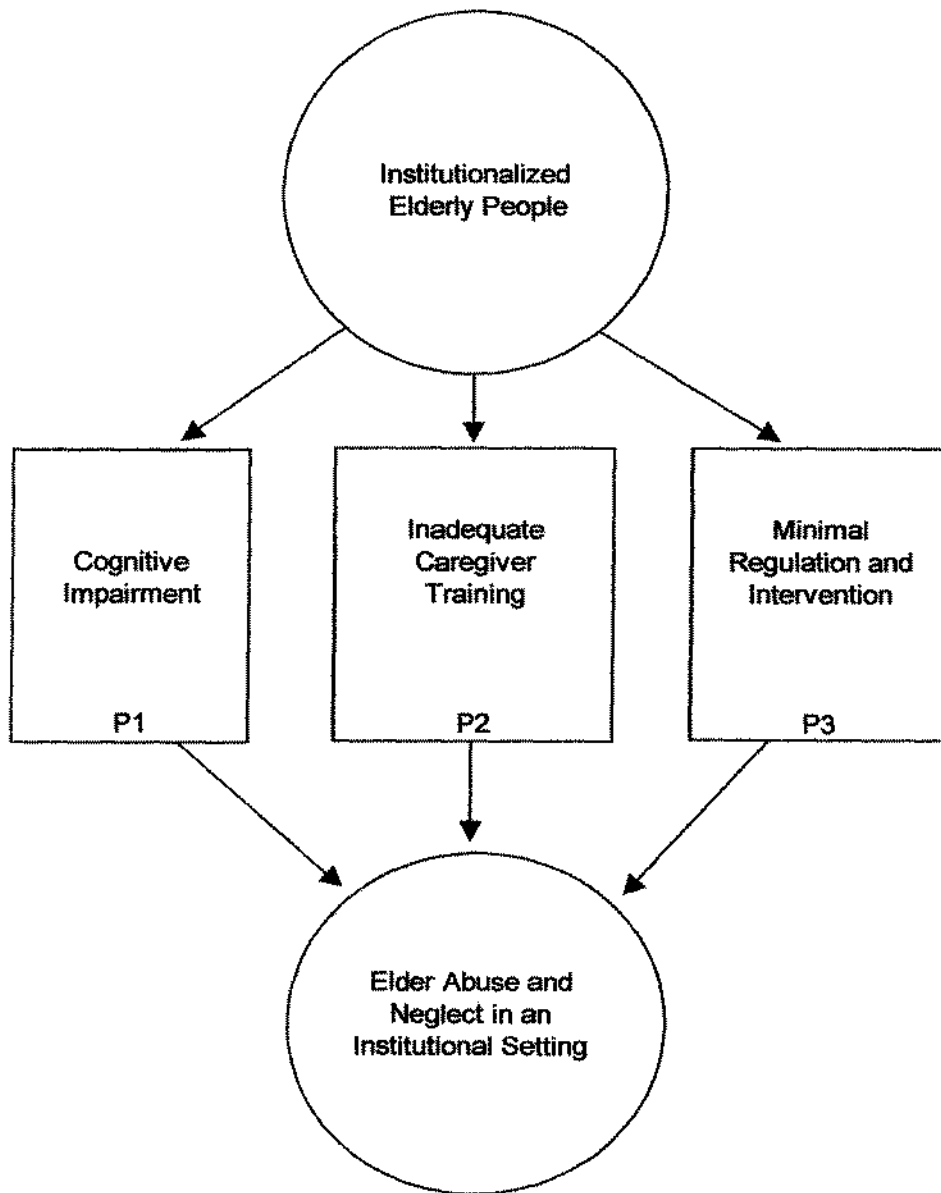 Institutionalized
Elderly People
Cognitive
Impairment
P1
Inadequate
Caregiver
Training
P2
Minimal
Regulation and
Intervention
P3
Elder Abuse and
Neglect in an
Institutional Setting